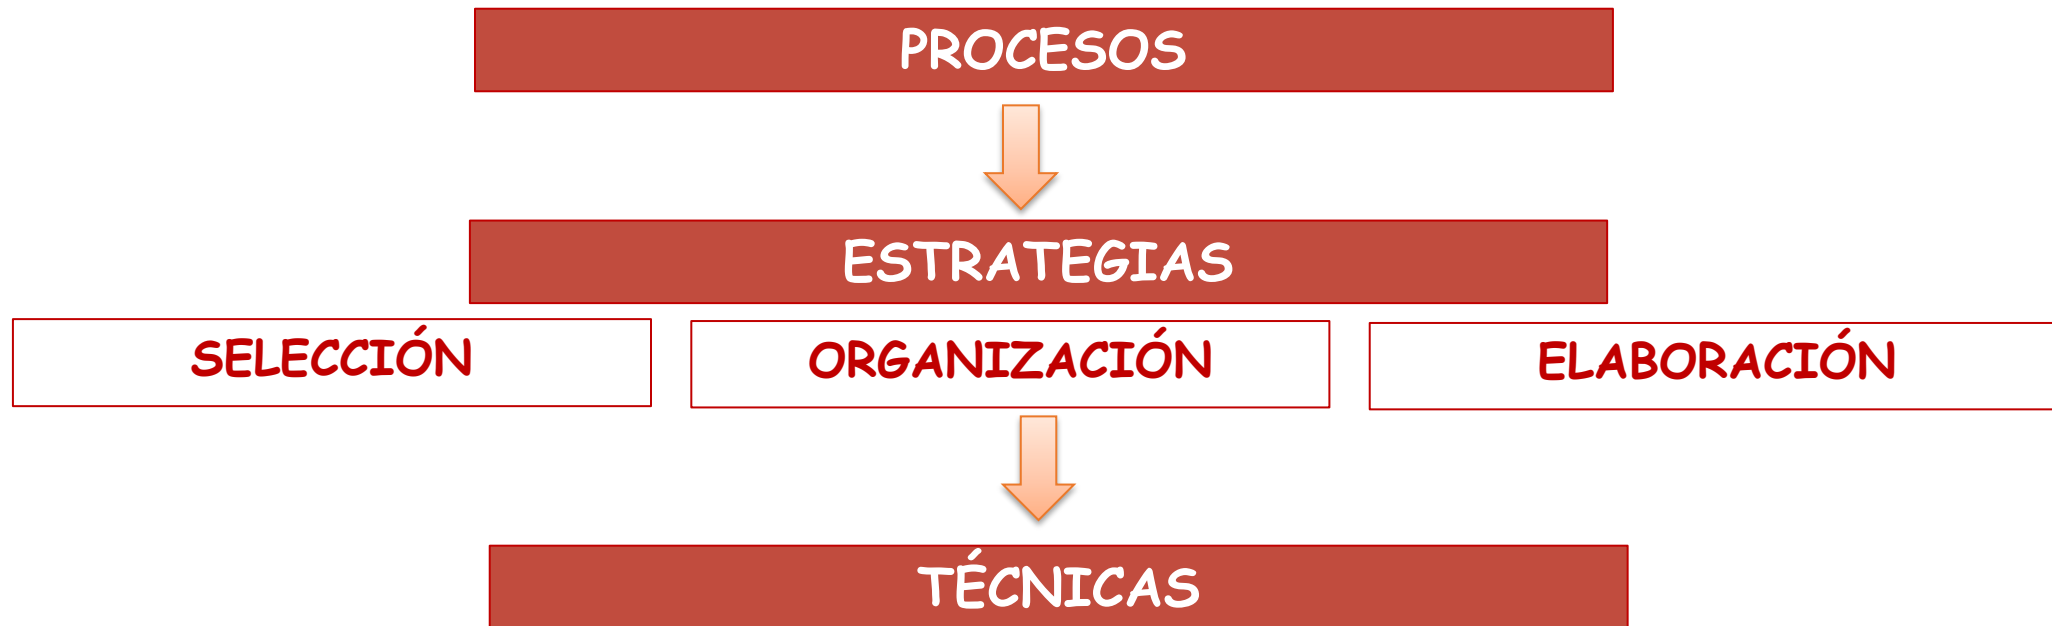 PROCESOS
ESTRATEGIAS
SELECCIÓN
ORGANIZACIÓN
ELABORACIÓN
TÉCNICAS